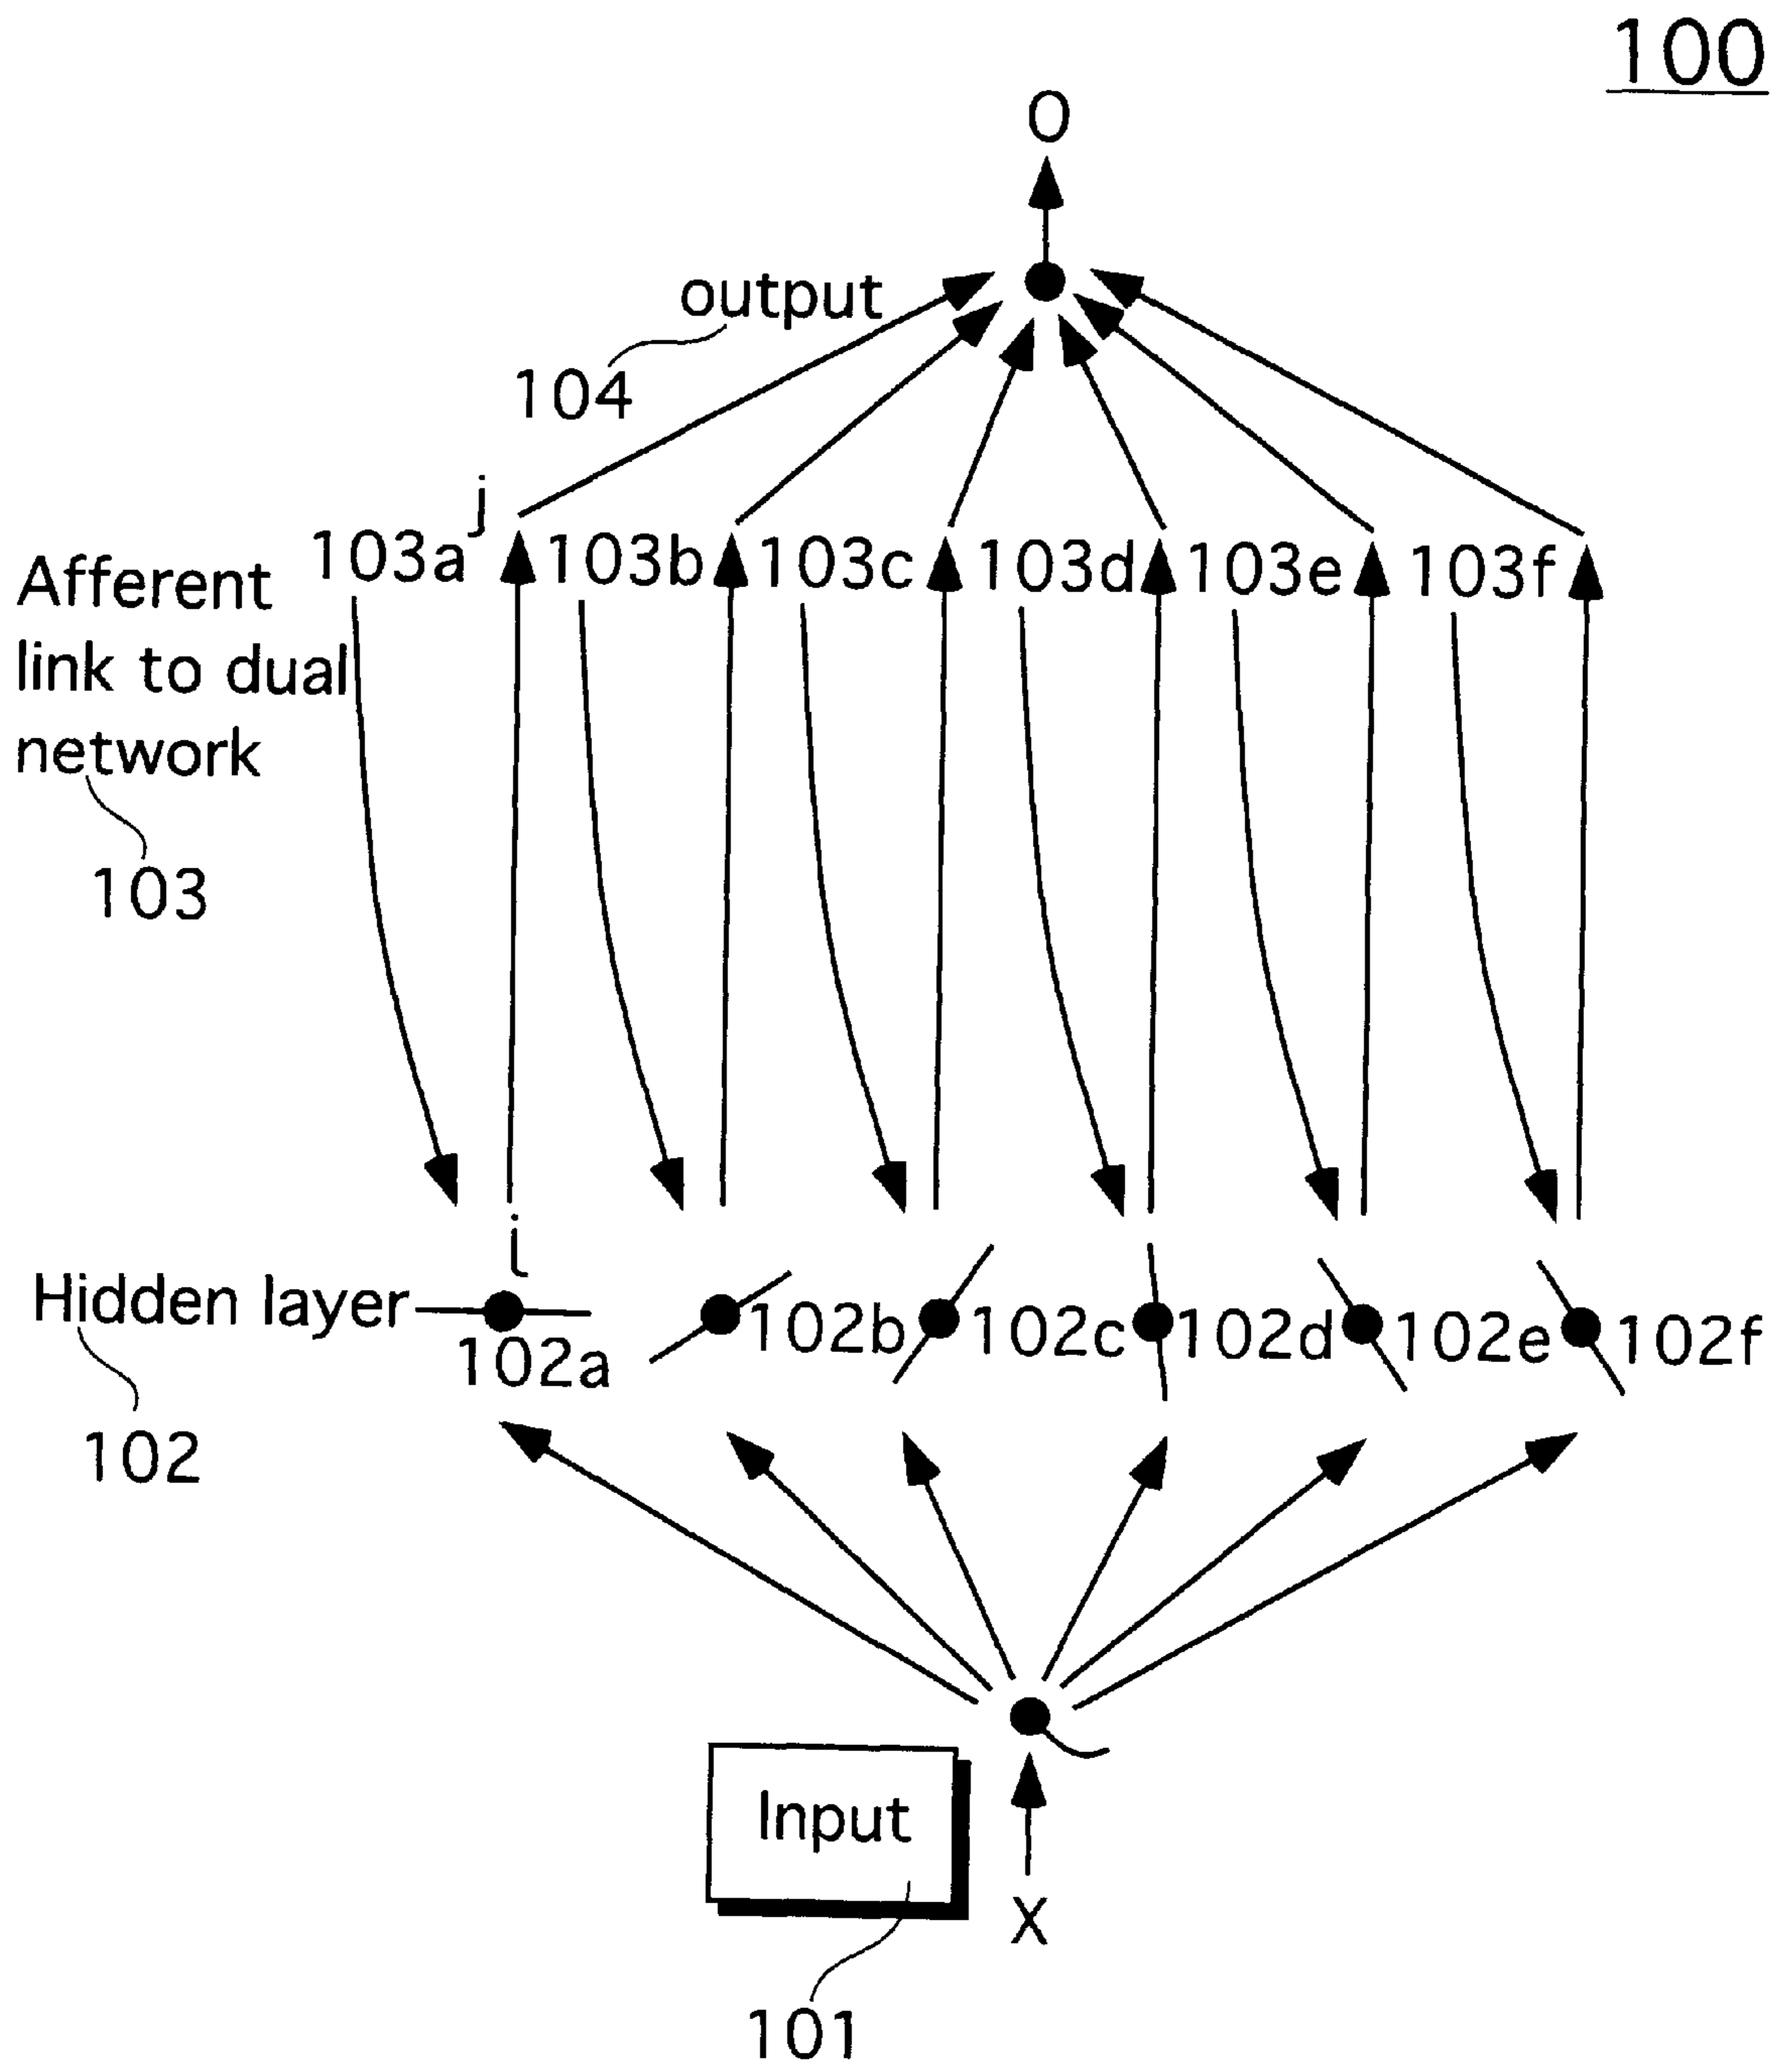 100
O
output
104
j
103a 103b 103c 103d 103e 103f
Afferent
link to dual
network
103
i
Hidden layer
102a 102b 102c 102d 102e 102f
102
Input
X
101